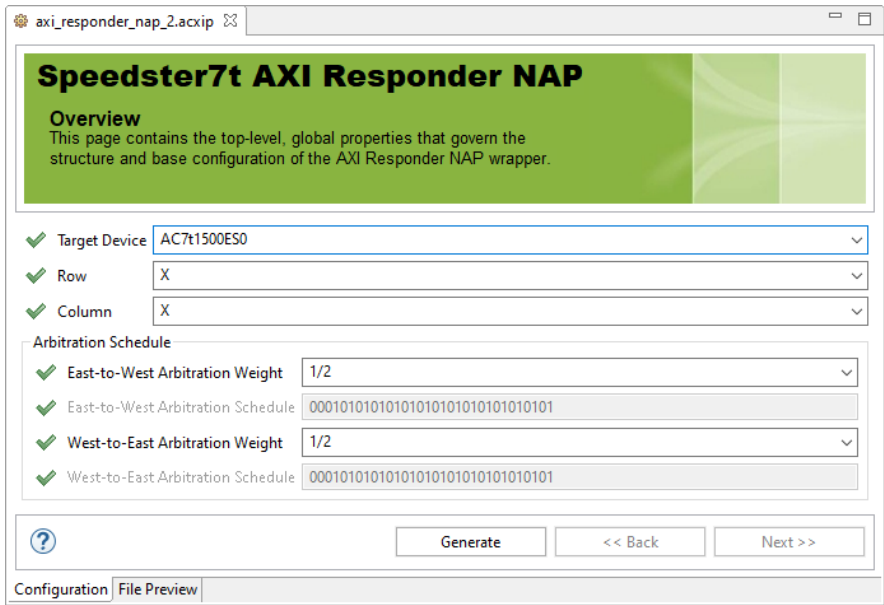 axi_responder_nap_2.acxip
Speedster7t AXI Responder NAP
Overview
This page contains the top-level, global properties that govern the
structure and base configuration of the AXI Responder NAP wrapper.
Target Device AC7t1500ES0
Row X
Column X
Arbitration Schedule
East-to-West Arbitration Weight 1/2
East-to-West Arbitration Schedule 00010101010101010101010101010101
West-to-East Arbitration Weight 1/2
West-to-East Arbitration Schedule 00010101010101010101010101010101
? Generate << Back Next >>
Configuration File Preview